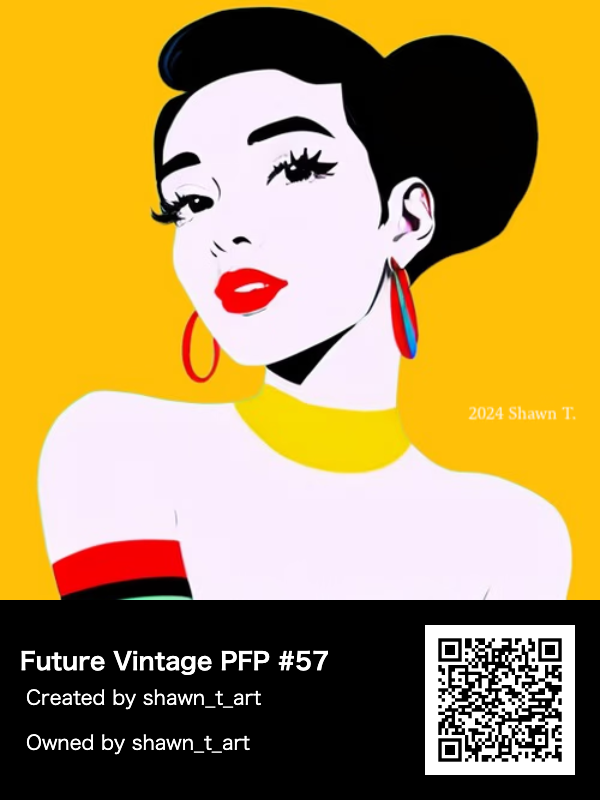 2024 Shawn T.
Future Vintage PFP #57
Created by shawn_t_art
Owned by shawn_t_art